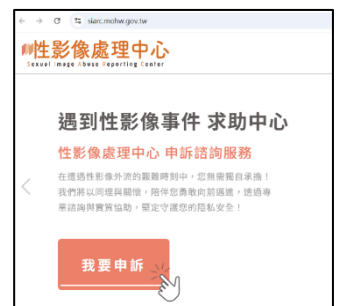 siarc.mohw.gov.tw
性影像處理中心
Sexual Image Abuse Reporting Center
遇到性影像事件 求助中心
性影像處理中心 申訴諮詢服務
在遭遇性影像外流的艱難時刻中，您無需獨自承擔！
我們將以同理與關懷，陪伴您勇敢向前邁進，透過專
業諮詢與實質協助，堅定守護您的隱私安全！
我要申訴